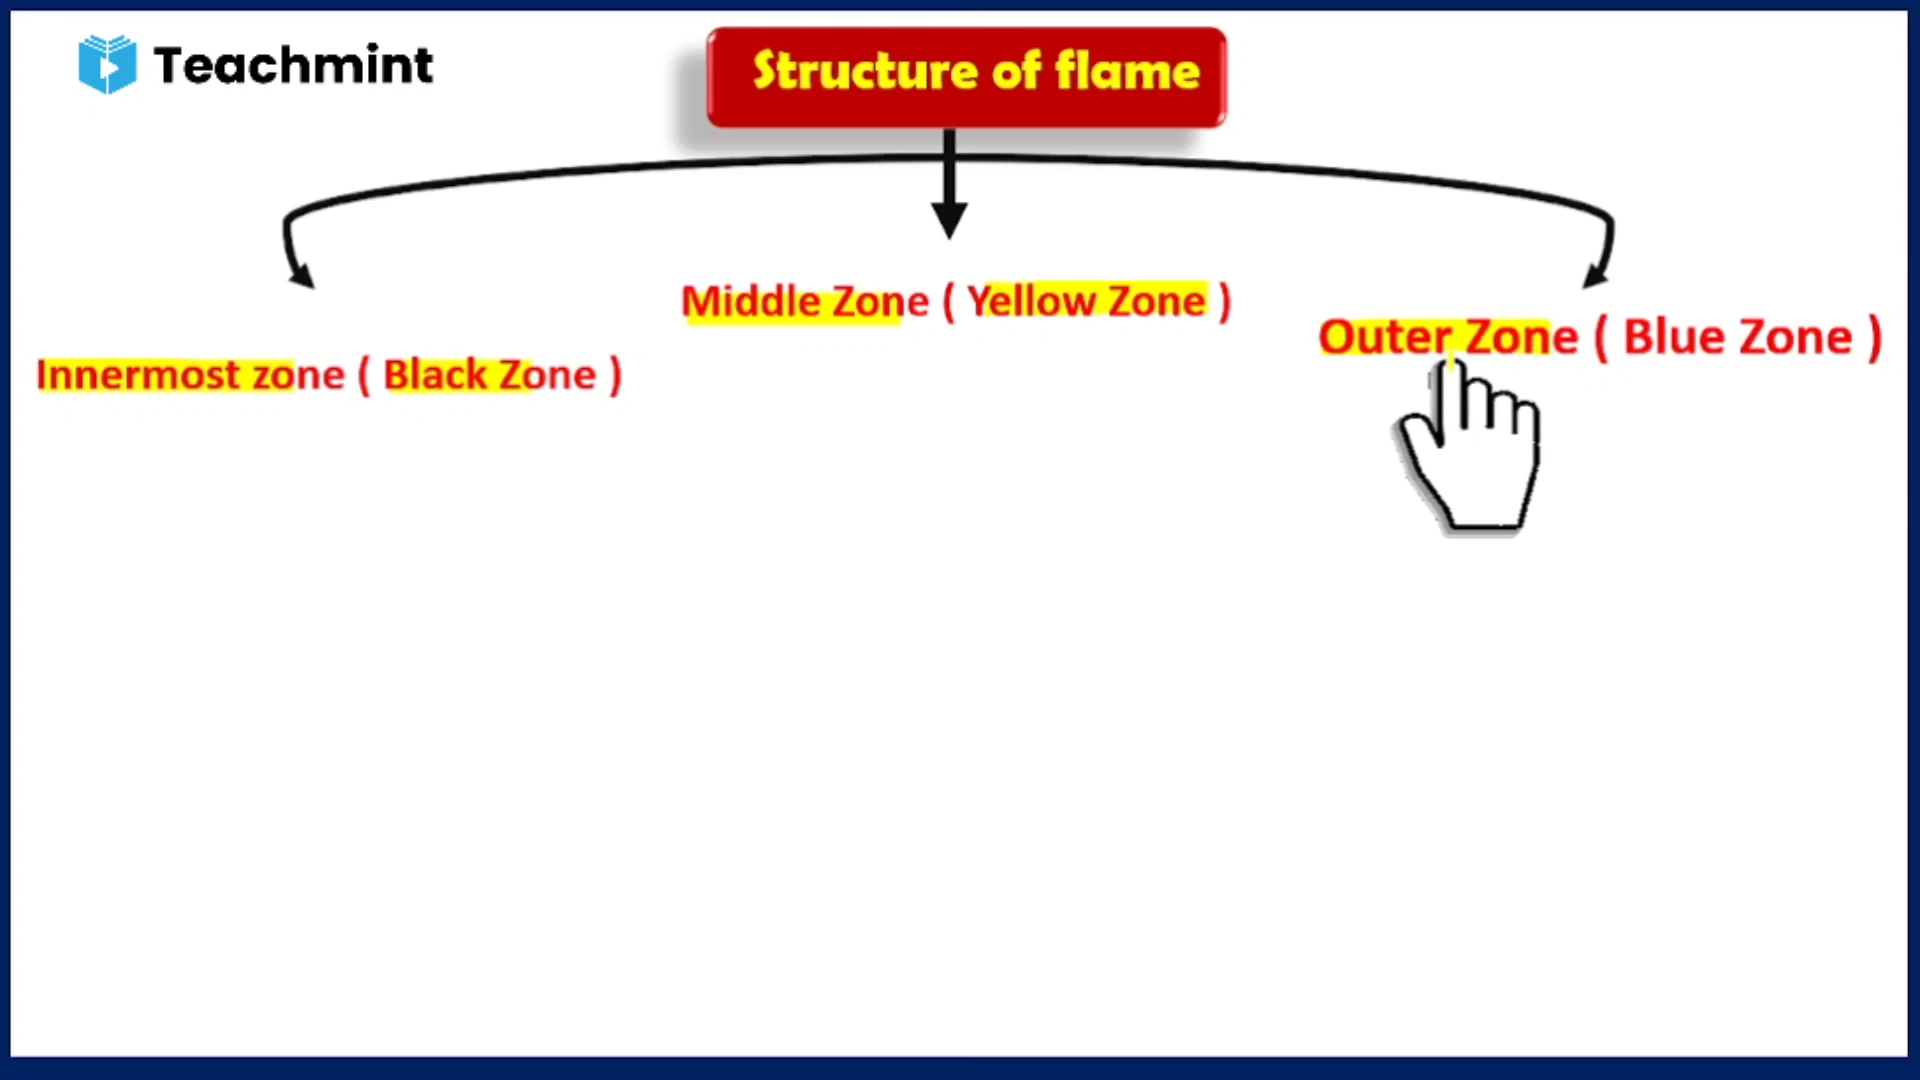 Teachmint
Structure of flame
Middle Zone ( Yellow Zone )
Outer Zone ( Blue Zone )
Innermost zone ( Black Zone )